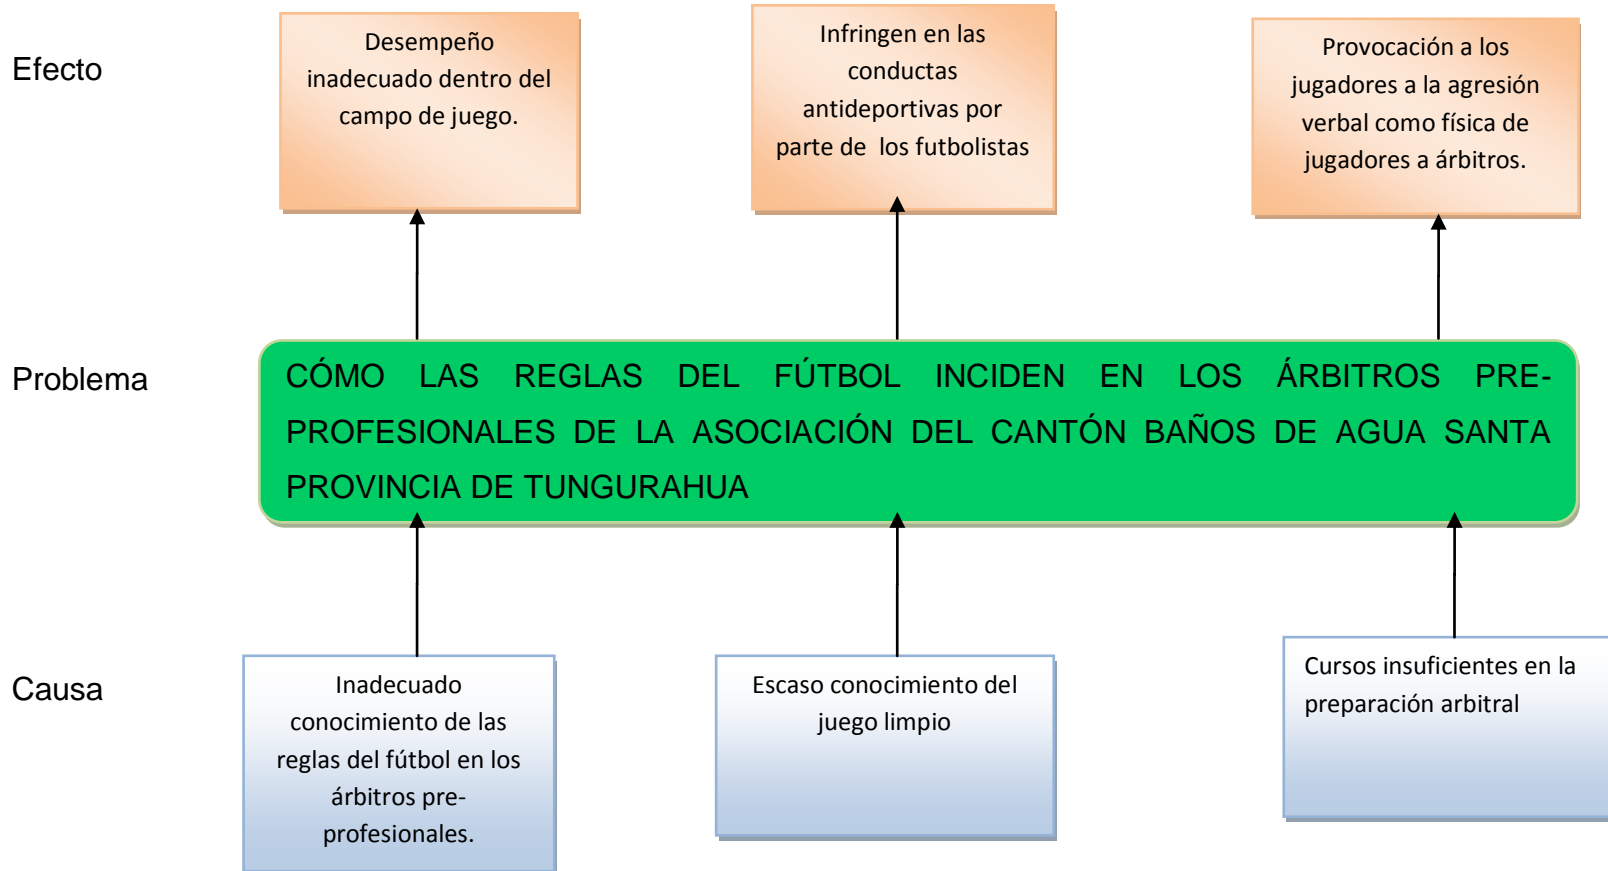 Efecto
Desempeño
inadecuado dentro del
campo de juego.
Infringen en las
conductas
antideportivas por
parte de los futbolistas
Provocación a los
jugadores a la agresión
verbal como física de
jugadores a árbitros.
Problema
CÓMO LAS REGLAS DEL FÚTBOL INCIDEN EN LOS ÁRBITROS PRE-
PROFESIONALES DE LA ASOCIACIÓN DEL CANTÓN BAÑOS DE AGUA SANTA
PROVINCIA DE TUNGURAHUA
Causa
Inadecuado
conocimiento de las
reglas del fútbol en los
árbitros pre-
profesionales.
Escaso conocimiento del
juego limpio
Cursos insuficientes en la
preparación arbitral